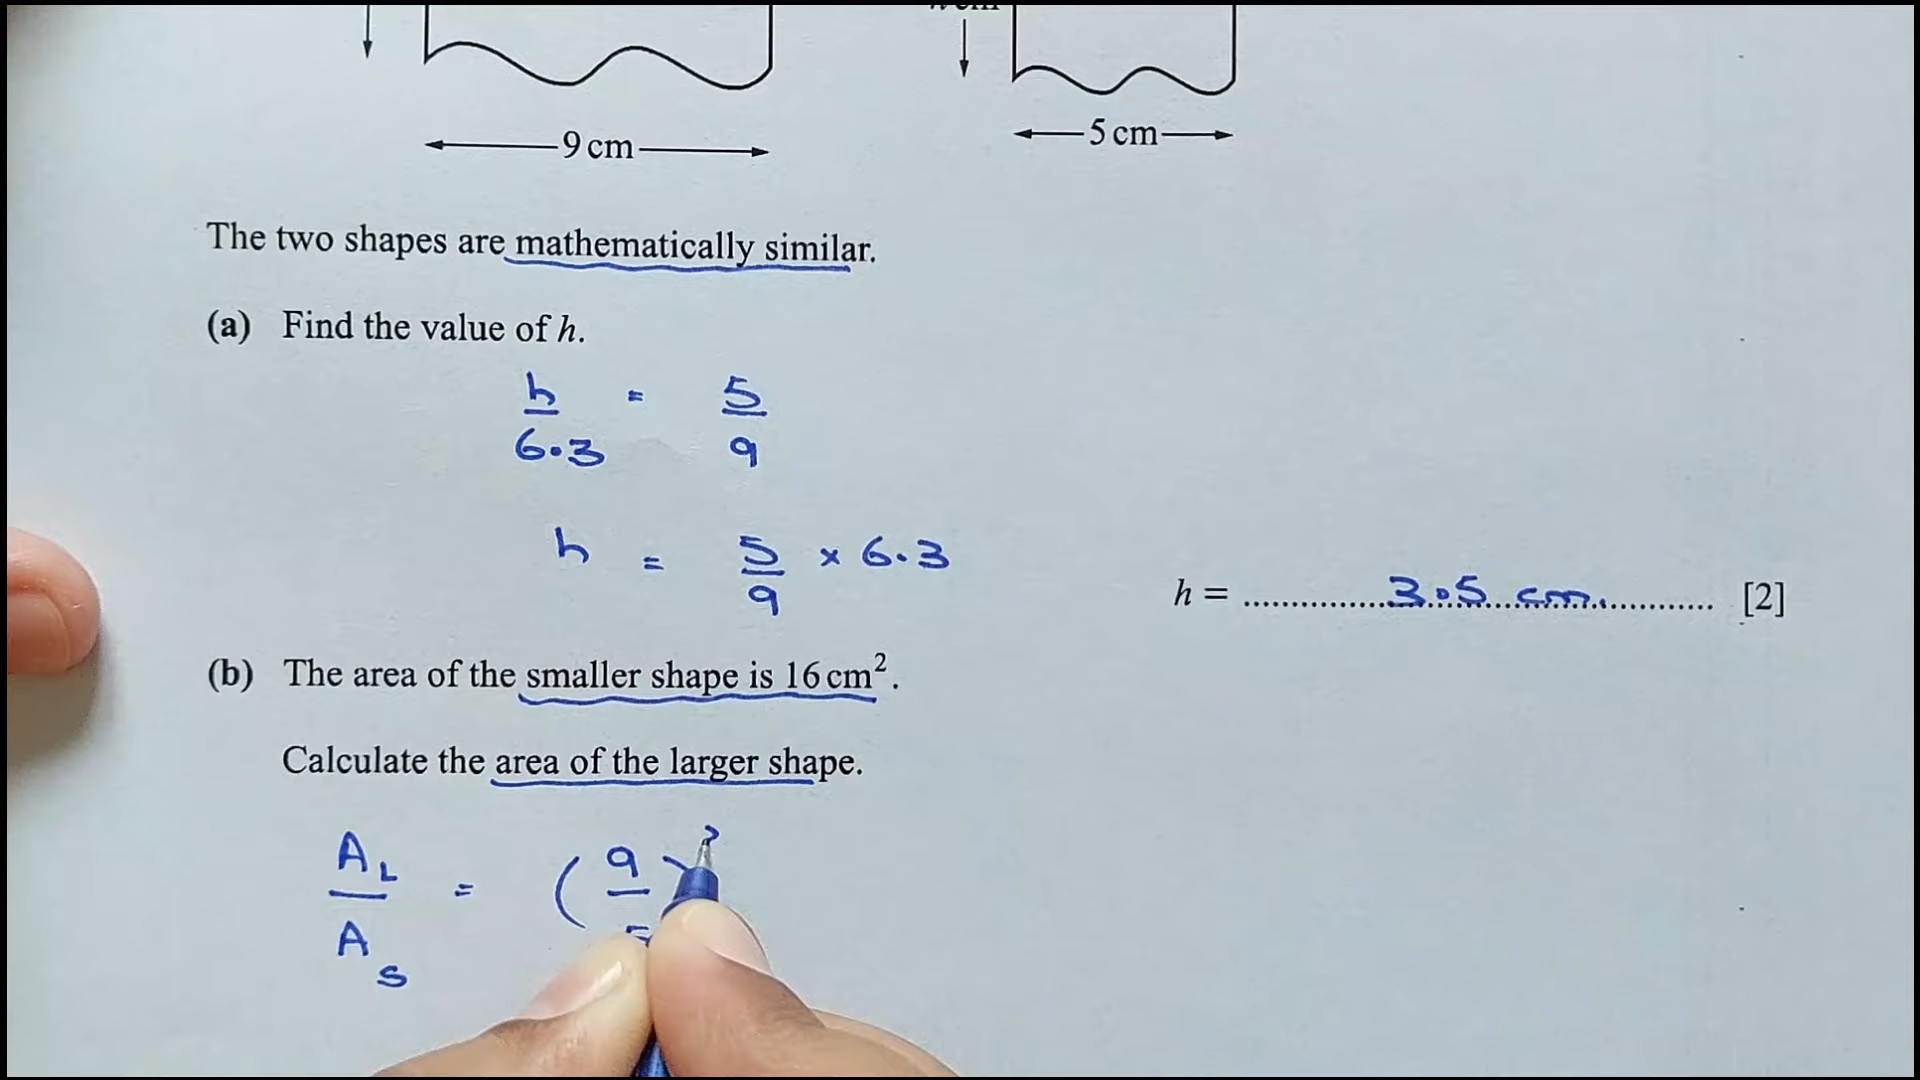 9 cm
5 cm
The two shapes are mathematically similar.
(a) Find the value of h.
h/6.3 = 5/9
h = 5/9 × 6.3
h = .......... 3.5 cm. .......... [2]
(b) The area of the smaller shape is 16 cm².
Calculate the area of the larger shape.
A_L/A_S = (9/5)